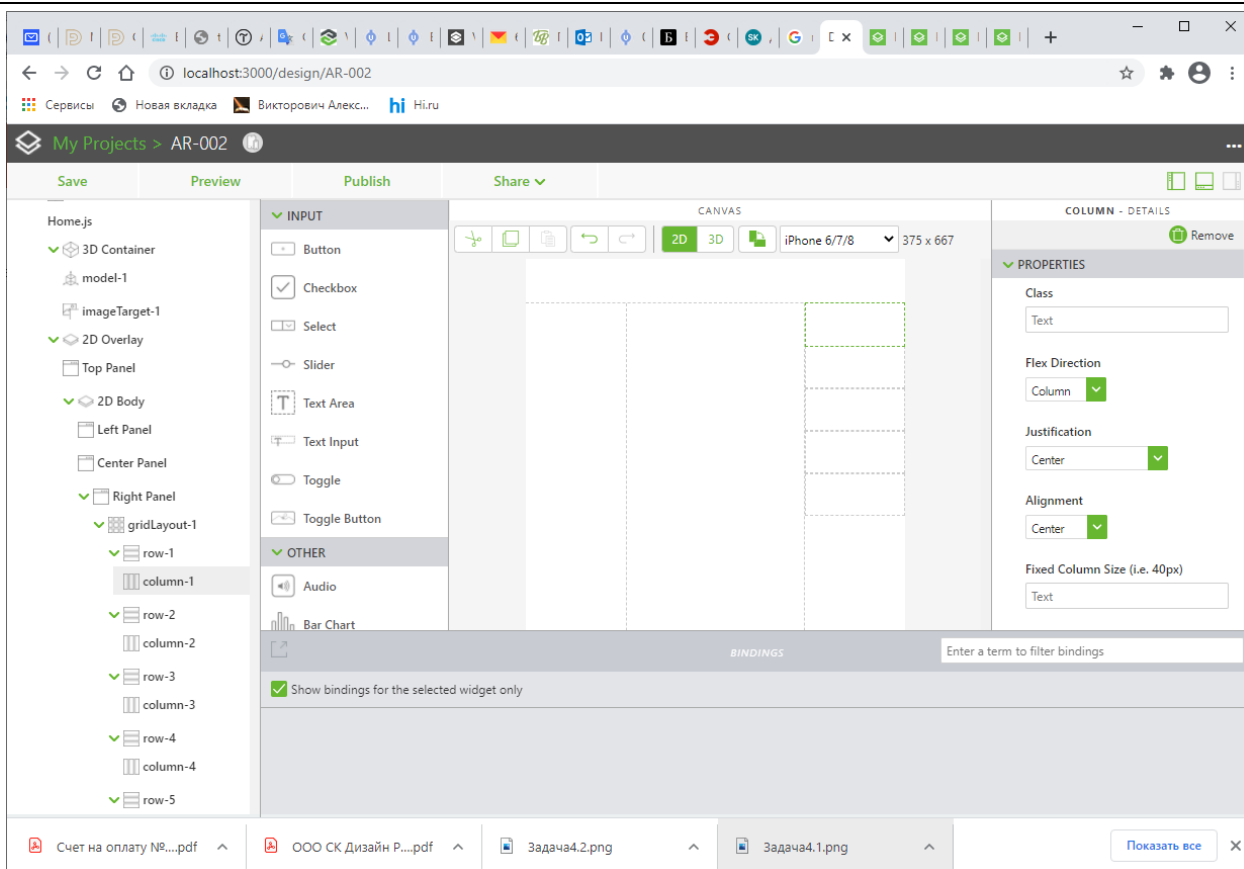 localhost:3000/design/AR-002
Сервисы Новая вкладка Викторович Алекс... hi Hi.ru
My Projects > AR-002
Save Preview Publish Share
Home.js
3D Container
model-1
imageTarget-1
2D Overlay
Top Panel
2D Body
Left Panel
Center Panel
Right Panel
gridLayout-1
row-1
column-1
row-2
column-2
row-3
column-3
row-4
column-4
row-5
INPUT
Button
Checkbox
Select
Slider
Text Area
Text Input
Toggle
Toggle Button
OTHER
Audio
Bar Chart
CANVAS
2D 3D iPhone 6/7/8 375 x 667
COLUMN - DETAILS
Remove
PROPERTIES
Class
Text
Flex Direction
Column
Justification
Center
Alignment
Center
Fixed Column Size (i.e. 40px)
Text
BINDINGS Enter a term to filter bindings
Show bindings for the selected widget only
Счет на оплату №....pdf ООО СК Дизайн Р....pdf Задача4.2.png Задача4.1.png Показать все